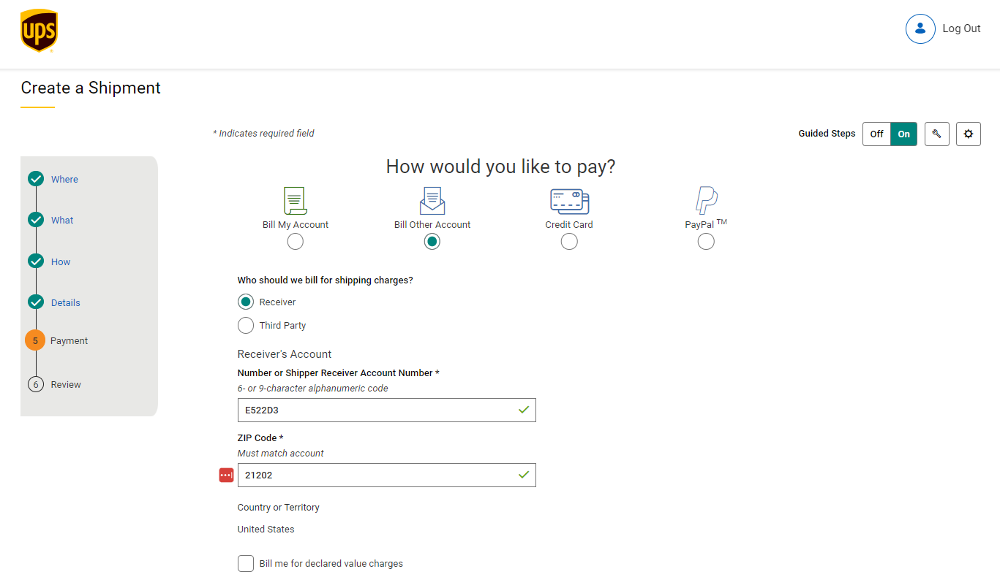 ups
Log Out
Create a Shipment
* Indicates required field
Guided Steps Off On
How would you like to pay?
Bill My Account Bill Other Account Credit Card PayPal TM
Where
What
How
Details
5 Payment
6 Review
Who should we bill for shipping charges?
Receiver
Third Party
Receiver's Account
Number or Shipper Receiver Account Number *
6- or 9-character alphanumeric code
E522D3
ZIP Code *
Must match account
21202
Country or Territory
United States
Bill me for declared value charges